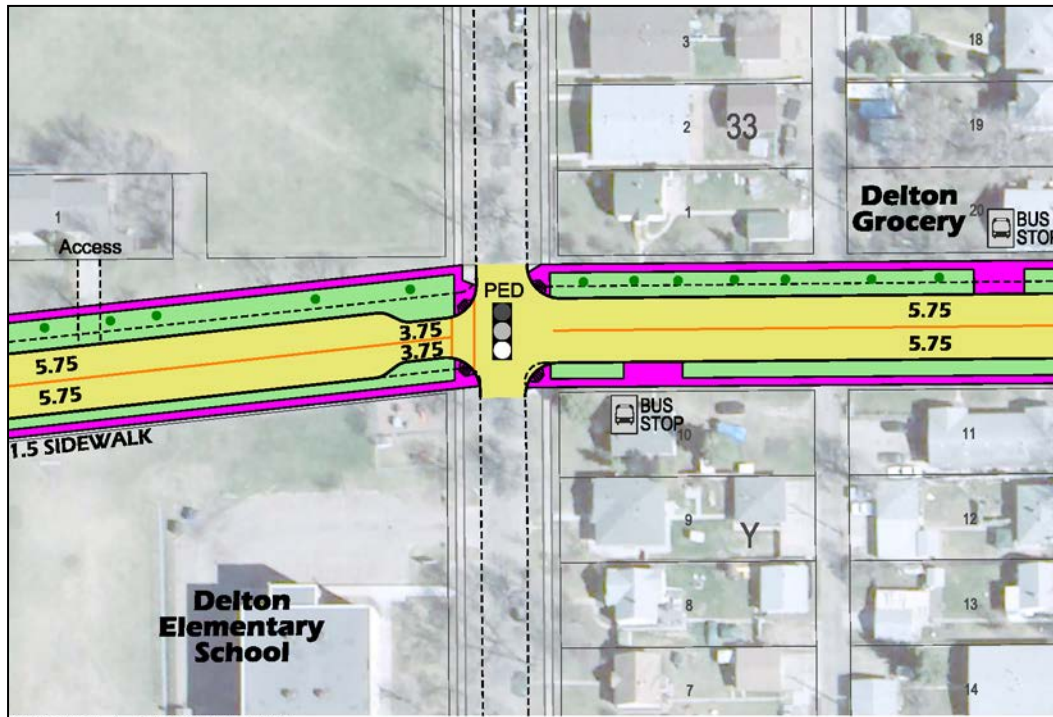 3
18
2
33
19
1
Delton
Grocery
20
BUS
STOP
1
Access
PED
5.75
3.75
5.75
3.75
5.75
5.75
1.5 SIDEWALK
BUS
STOP
10
11
9
Y
12
Delton
Elementary
School
8
13
7
14